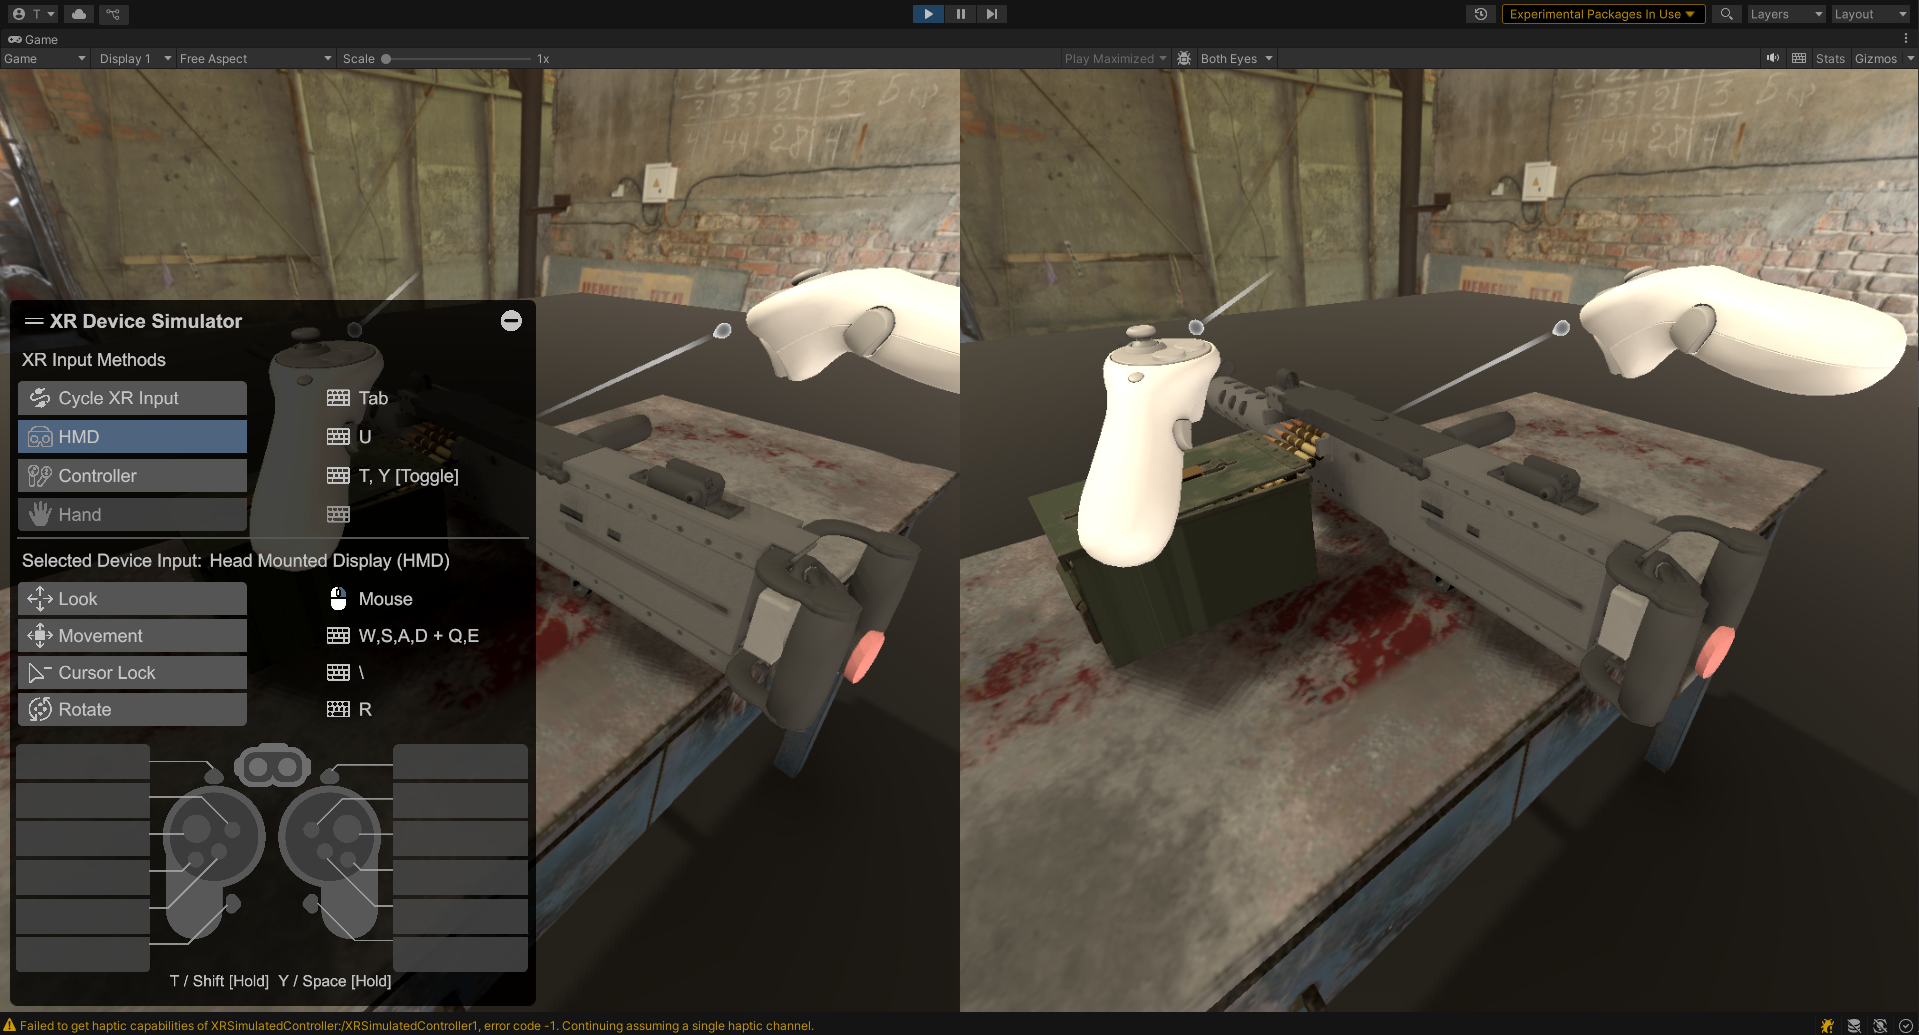 T
Experimental Packages In Use
Layers
Layout
Game
Game
Display 1
Free Aspect
Scale
1x
Play Maximized
Both Eyes
Stats
Gizmos
XR Device Simulator
XR Input Methods
Cycle XR Input
Tab
HMD
U
Controller
T, Y [Toggle]
Hand
Selected Device Input: Head Mounted Display (HMD)
Look
Mouse
Movement
W,S,A,D + Q,E
Cursor Lock
\
Rotate
R
T / Shift [Hold] Y / Space [Hold]
Failed to get haptic capabilities of XRSimulatedController:/XRSimulatedController1, error code -1. Continuing assuming a single haptic channel.